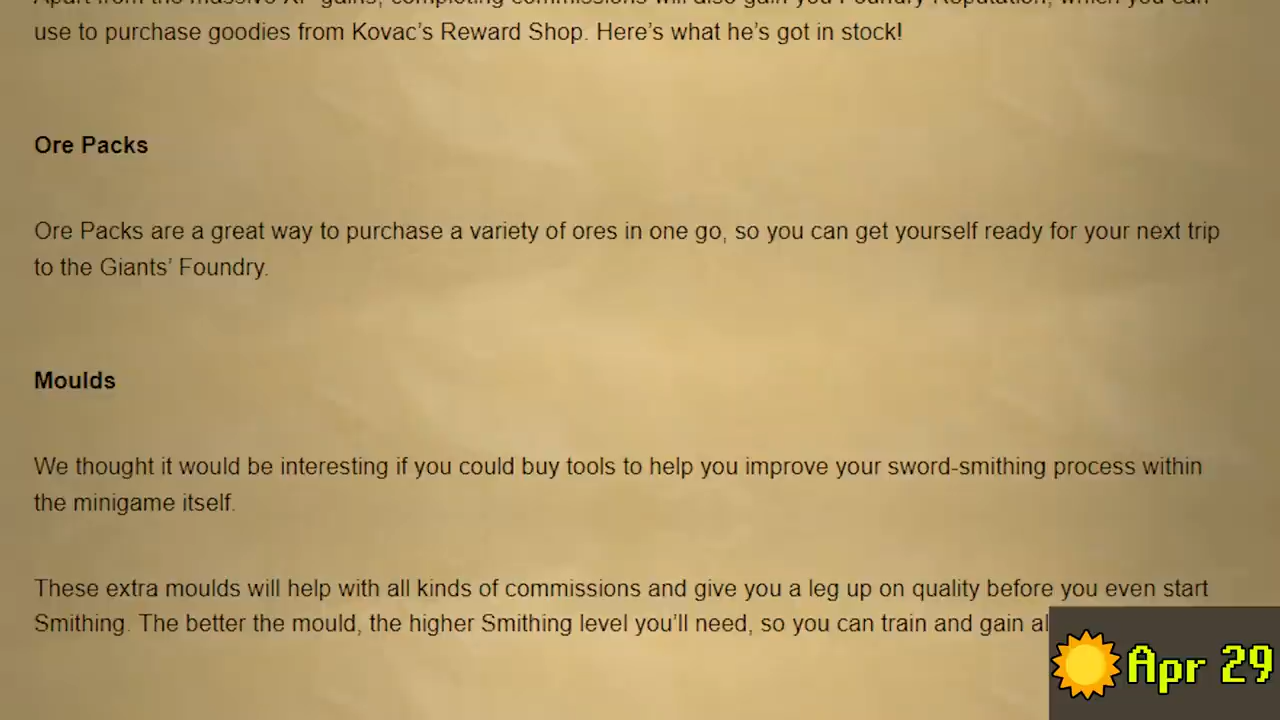 use to purchase goodies from Kovac’s Reward Shop. Here’s what he’s got in stock!
Ore Packs
Ore Packs are a great way to purchase a variety of ores in one go, so you can get yourself ready for your next trip
to the Giants’ Foundry.
Moulds
We thought it would be interesting if you could buy tools to help you improve your sword-smithing process within
the minigame itself.
These extra moulds will help with all kinds of commissions and give you a leg up on quality before you even start
Smithing. The better the mould, the higher Smithing level you’ll need, so you can train and gain
Apr 29